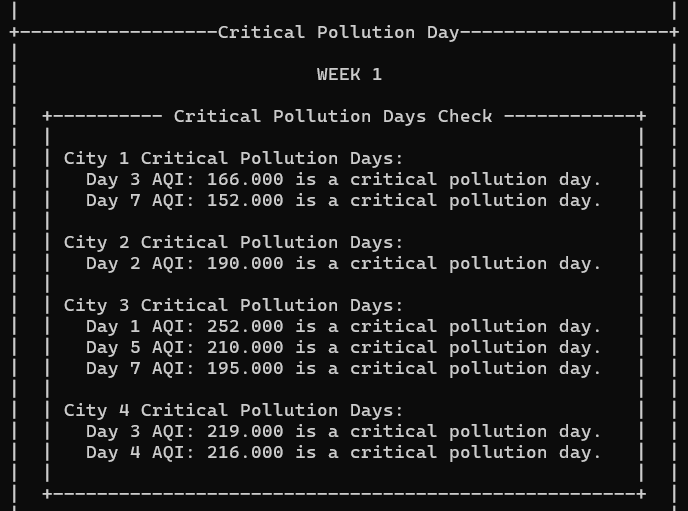 Critical Pollution Day
WEEK 1
Critical Pollution Days Check
City 1 Critical Pollution Days:
Day 3 AQI: 166.000 is a critical pollution day.
Day 7 AQI: 152.000 is a critical pollution day.
City 2 Critical Pollution Days:
Day 2 AQI: 190.000 is a critical pollution day.
City 3 Critical Pollution Days:
Day 1 AQI: 252.000 is a critical pollution day.
Day 5 AQI: 210.000 is a critical pollution day.
Day 7 AQI: 195.000 is a critical pollution day.
City 4 Critical Pollution Days:
Day 3 AQI: 219.000 is a critical pollution day.
Day 4 AQI: 216.000 is a critical pollution day.